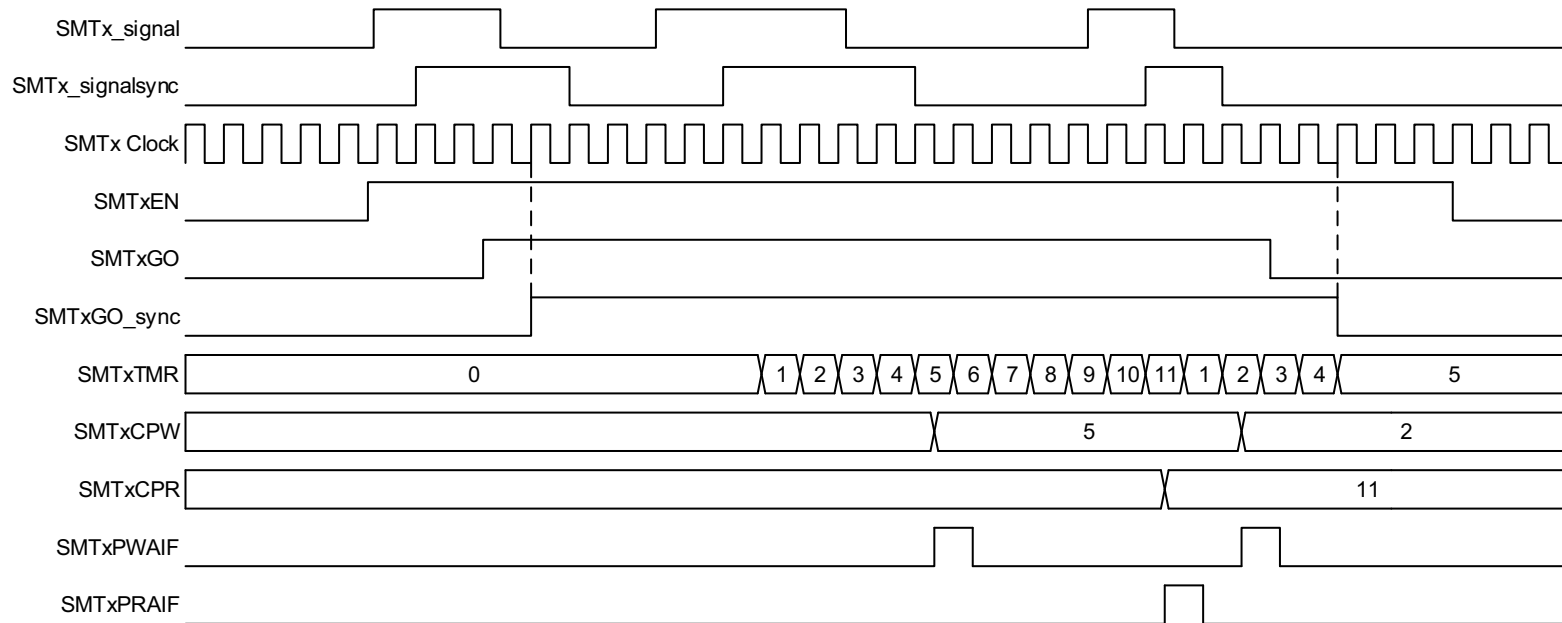 SMTx_signal
SMTx_signalsync
SMTx Clock
SMTxEN
SMTxGO
SMTxGO_sync
SMTxTMR 0 1 2 3 4 5 6 7 8 9 10 11 1 2 3 4 5
SMTxCPW 5 2
SMTxCPR 11
SMTxPWAIF
SMTxPRAIF